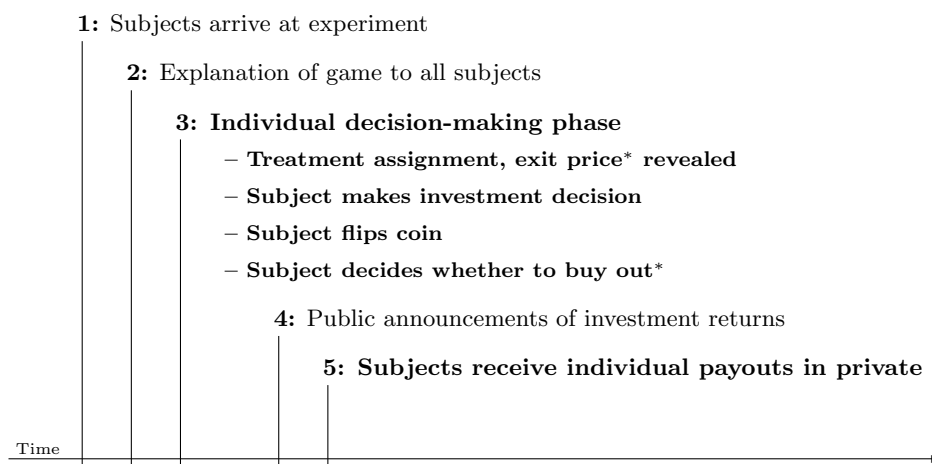 1: Subjects arrive at experiment
2: Explanation of game to all subjects
3: Individual decision-making phase
– Treatment assignment, exit price* revealed
– Subject makes investment decision
– Subject flips coin
– Subject decides whether to buy out*
4: Public announcements of investment returns
5: Subjects receive individual payouts in private
Time